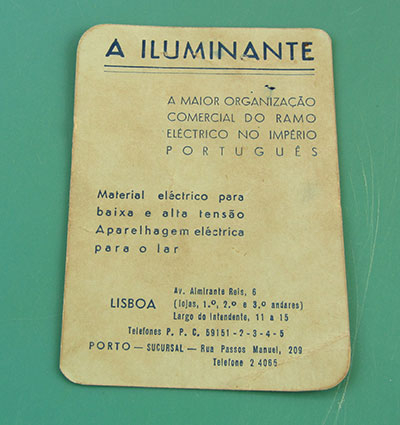 A ILUMINANTE
A MAIOR ORGANIZAÇÃO
COMERCIAL DO RAMO
ELÉCTRICO NO IMPÉRIO
PORTUGUÊS
Material eléctrico para
baixa e alta tensão
Aparelhagem eléctrica
para o lar
Av. Almirante Reis, 6
LISBOA (lojas, 1.º, 2.º e 3.º andares)
Largo do Intendente, 11 a 15
Telefones P. P. C. 59151-2-3-4-5
PORTO — SUCURSAL — Rua Passos Manuel, 209
Telefone 2 4065